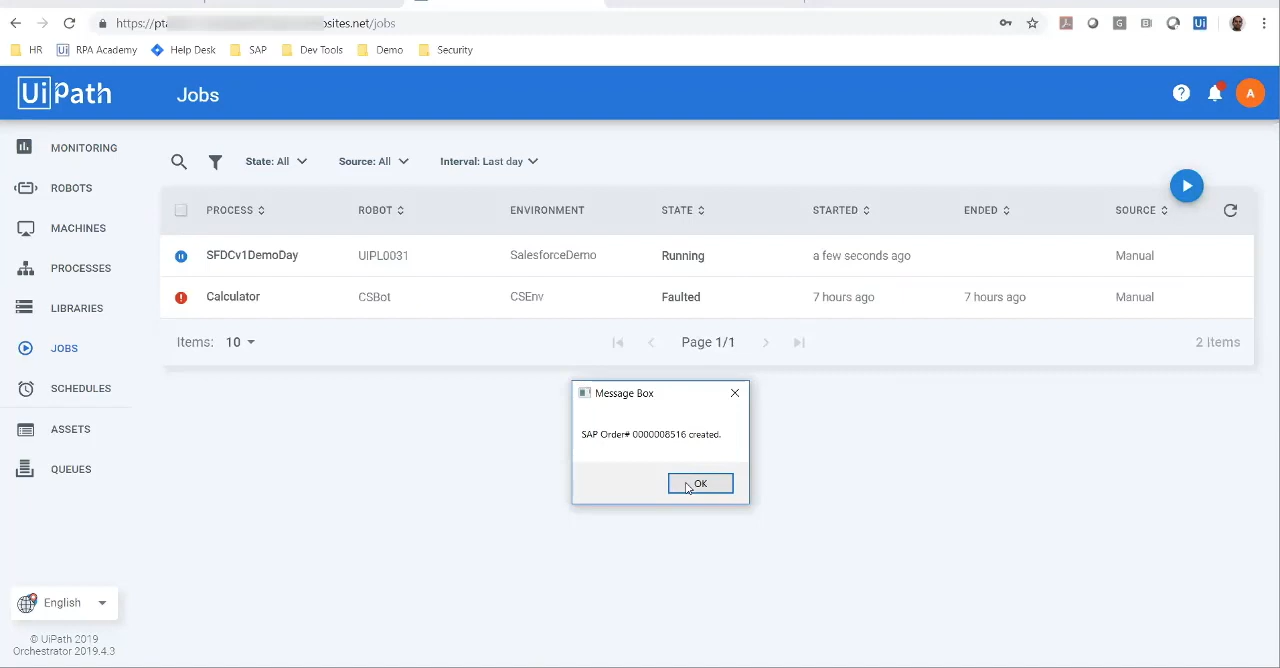 https://pt
sites.net/jobs
HR RPA Academy Help Desk SAP Dev Tools Demo Security
UiPath Jobs ? A
MONITORING
ROBOTS
MACHINES
PROCESSES
LIBRARIES
JOBS
SCHEDULES
ASSETS
QUEUES
State: All Source: All Interval: Last day
PROCESS ROBOT ENVIRONMENT STATE STARTED ENDED SOURCE
SFDCv1DemoDay UIPL0031 SalesforceDemo Running a few seconds ago Manual
Calculator CSBot CSEnv Faulted 7 hours ago 7 hours ago Manual
Items: 10 Page 1/1 2 Items
Message Box
SAP Order# 0000008516 created.
OK
English
© UiPath 2019
Orchestrator 2019.4.3